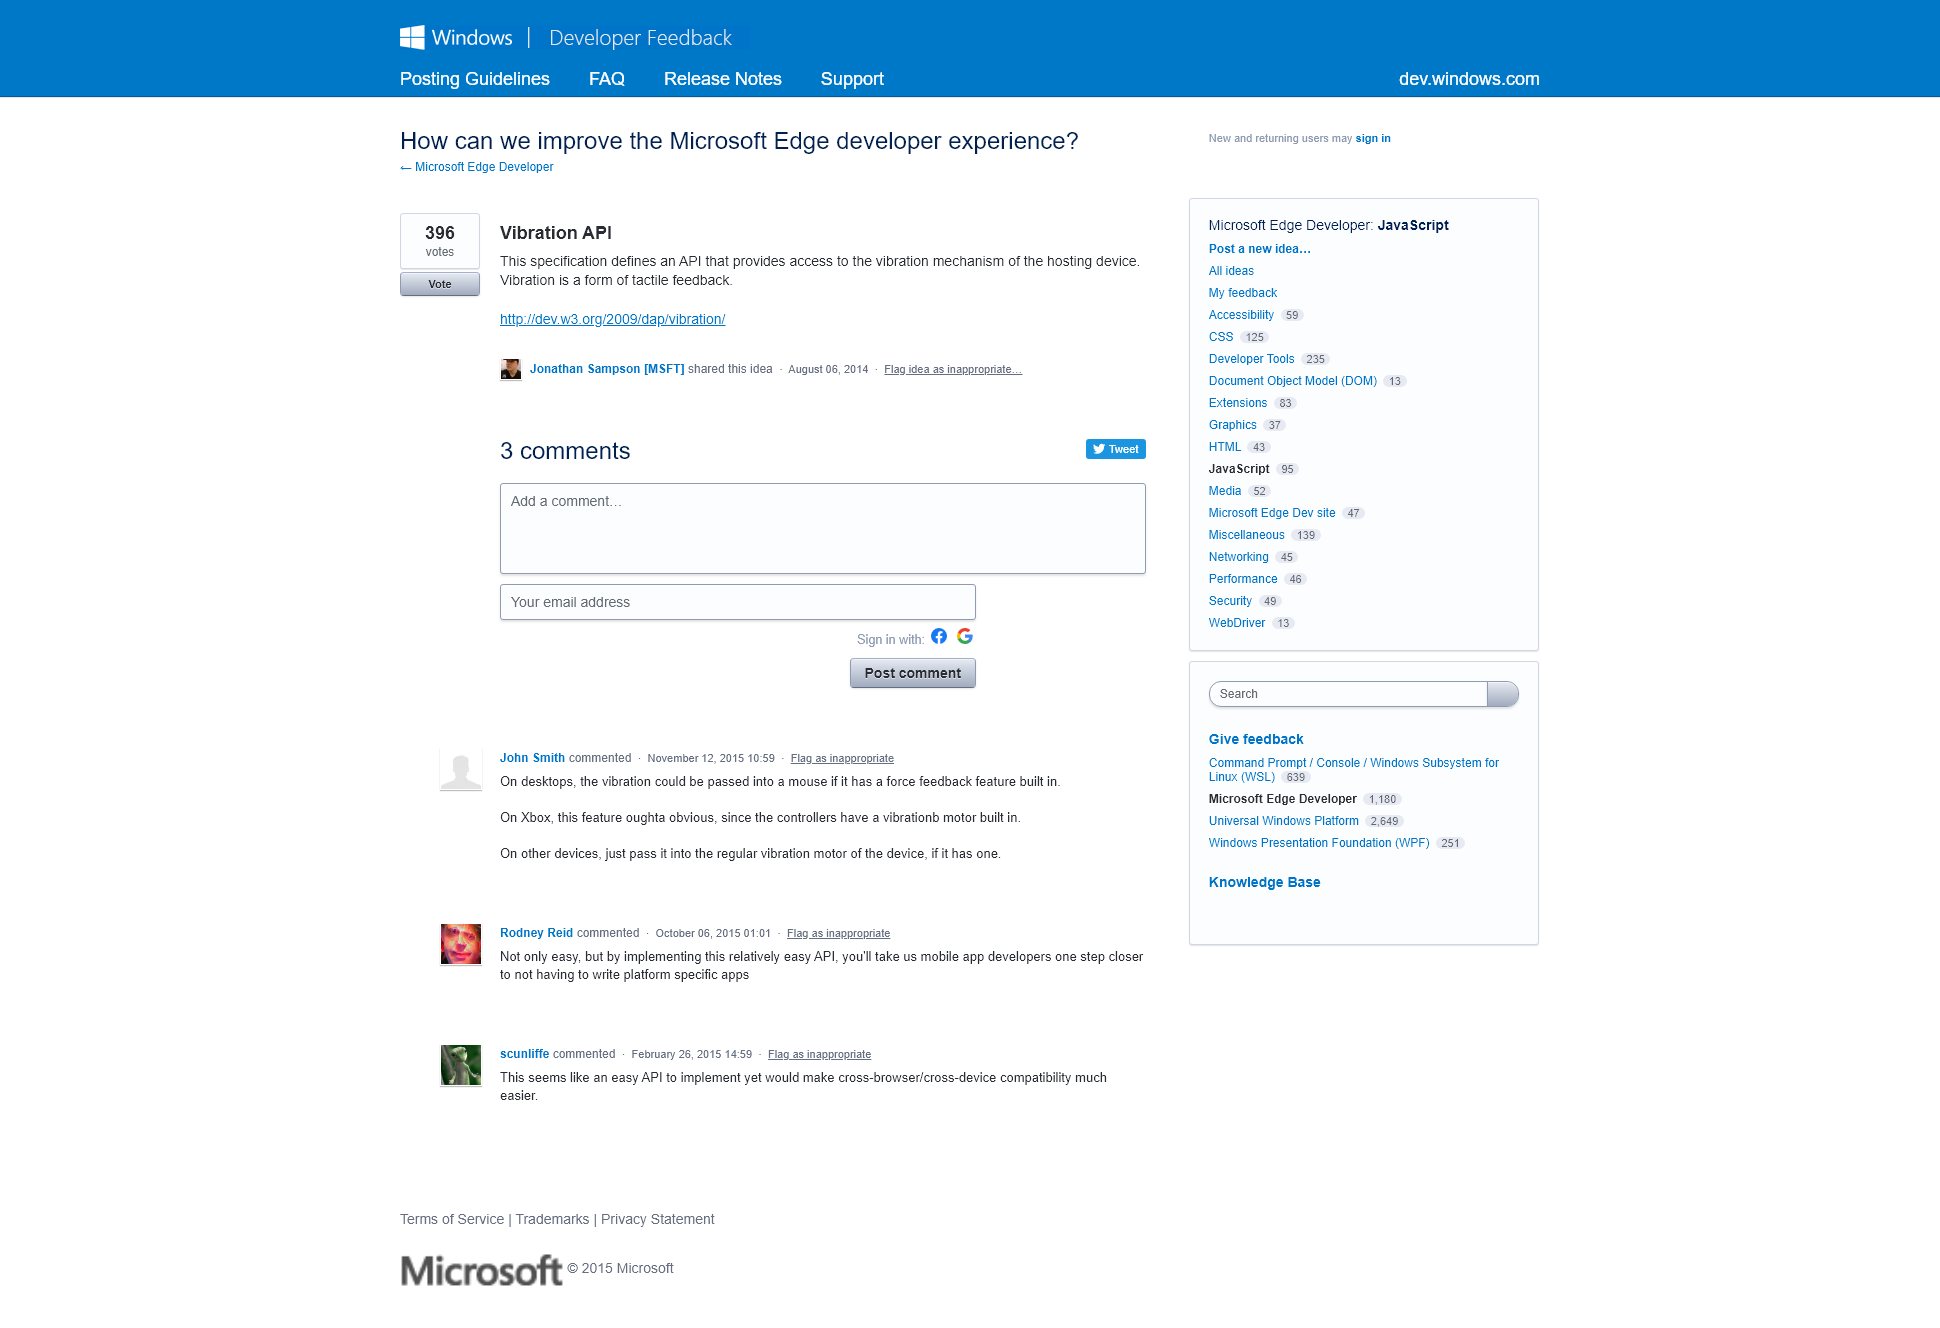 Windows | Developer Feedback
Posting Guidelines FAQ Release Notes Support dev.windows.com
How can we improve the Microsoft Edge developer experience?
← Microsoft Edge Developer
New and returning users may sign in
396
votes
Vote
Vibration API
This specification defines an API that provides access to the vibration mechanism of the hosting device.
Vibration is a form of tactile feedback.
http://dev.w3.org/2009/dap/vibration/
Jonathan Sampson [MSFT] shared this idea · August 06, 2014 · Flag idea as inappropriate…
3 comments
Tweet
Add a comment…
Your email address
Sign in with:
Post comment
John Smith commented · November 12, 2015 10:59 · Flag as inappropriate
On desktops, the vibration could be passed into a mouse if it has a force feedback feature built in.
On Xbox, this feature oughta obvious, since the controllers have a vibrationb motor built in.
On other devices, just pass it into the regular vibration motor of the device, if it has one.
Rodney Reid commented · October 06, 2015 01:01 · Flag as inappropriate
Not only easy, but by implementing this relatively easy API, you'll take us mobile app developers one step closer
to not having to write platform specific apps
scunliffe commented · February 26, 2015 14:59 · Flag as inappropriate
This seems like an easy API to implement yet would make cross-browser/cross-device compatibility much
easier.
Microsoft Edge Developer: JavaScript
Post a new idea…
All ideas
My feedback
Accessibility 59
CSS 125
Developer Tools 235
Document Object Model (DOM) 13
Extensions 83
Graphics 37
HTML 43
JavaScript 95
Media 52
Microsoft Edge Dev site 47
Miscellaneous 139
Networking 45
Performance 46
Security 49
WebDriver 13
Search
Give feedback
Command Prompt / Console / Windows Subsystem for
Linux (WSL) 639
Microsoft Edge Developer 1,180
Universal Windows Platform 2,649
Windows Presentation Foundation (WPF) 251
Knowledge Base
Terms of Service | Trademarks | Privacy Statement
Microsoft © 2015 Microsoft